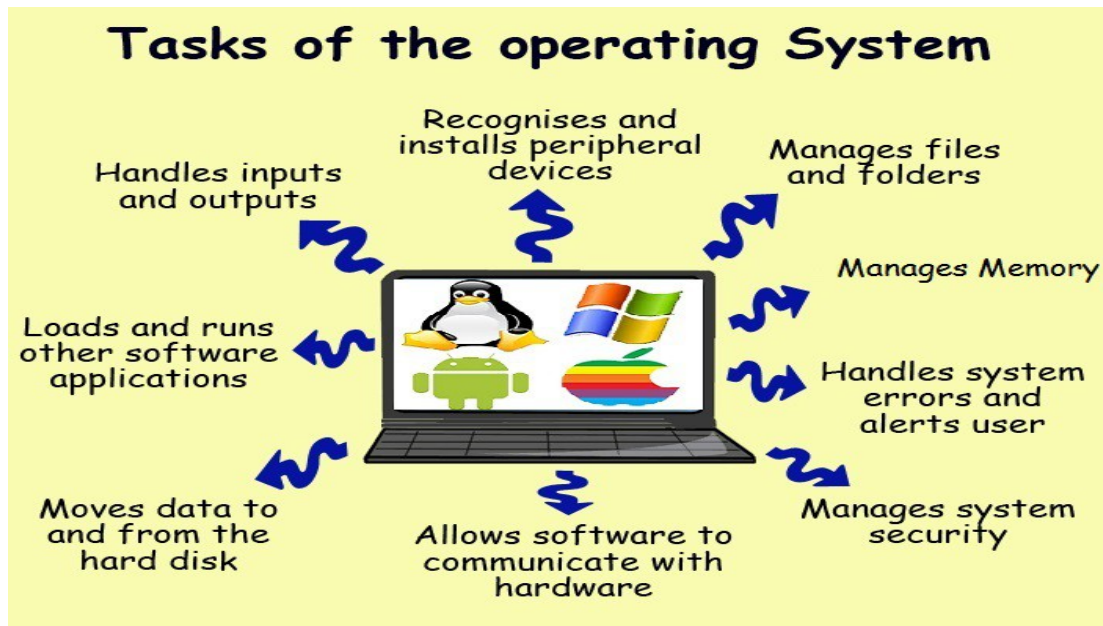 Tasks of the operating System
Recognises and
installs peripheral
devices
Handles inputs
and outputs
Manages files
and folders
Manages Memory
Loads and runs
other software
applications
Handles system
errors and
alerts user
Moves data to
and from the
hard disk
Allows software to
communicate with
hardware
Manages system
security